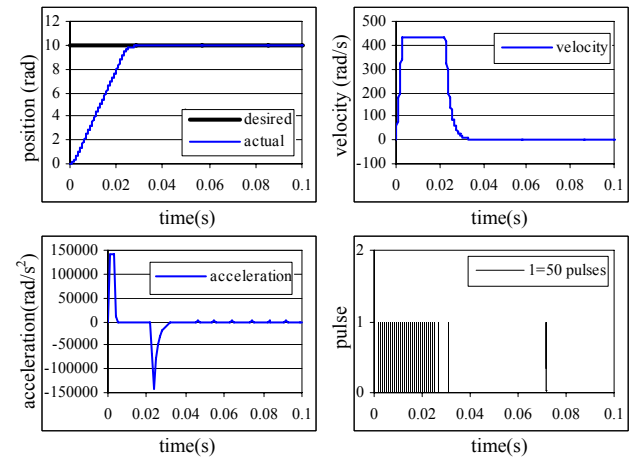 position (rad)
12
10
8
6
4
2
0
desired
actual
0 0.02 0.04 0.06 0.08 0.1
time(s)
velocity (rad/s)
500
400
300
200
100
0
-100
velocity
0 0.02 0.04 0.06 0.08 0.1
time(s)
acceleration(rad/s²)
150000
100000
50000
0
-50000
-100000
-150000
acceleration
0 0.02 0.04 0.06 0.08 0.1
time(s)
pulse
2
1
0
1=50 pulses
0 0.02 0.04 0.06 0.08 0.1
time(s)